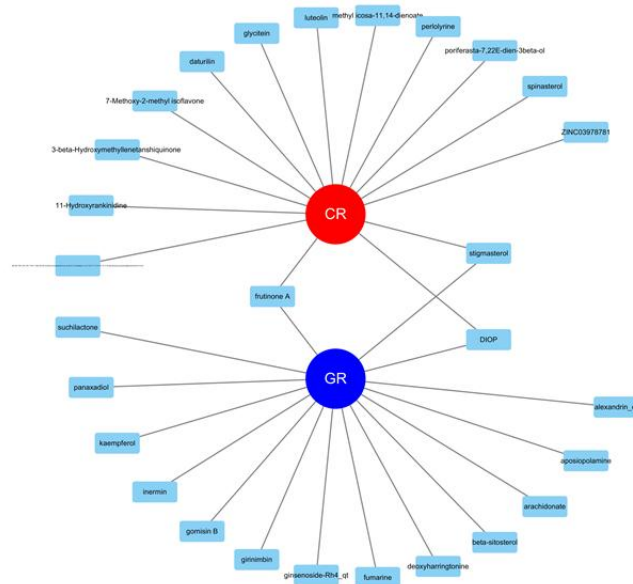 luteolin
methyl icosa-11,14-dienoate
glycitein
perlolyrine
poriferasta-7,22E-dien-3beta-ol
daturilin
spinasterol
7-Methoxy-2-methyl isoflavone
ZINC03978781
3-beta-Hydroxymethyllenetanshiquinone
11-Hydroxyrankinidine
CR
stigmasterol
frutinone A
suchilactone
DIOP
GR
panaxadiol
kaempferol
inermin
aposiopolamine
arachidonate
gomisin B
beta-sitosterol
girinimbin
deoxyharringtonine
ginsenoside-Rh4_qt
fumarine